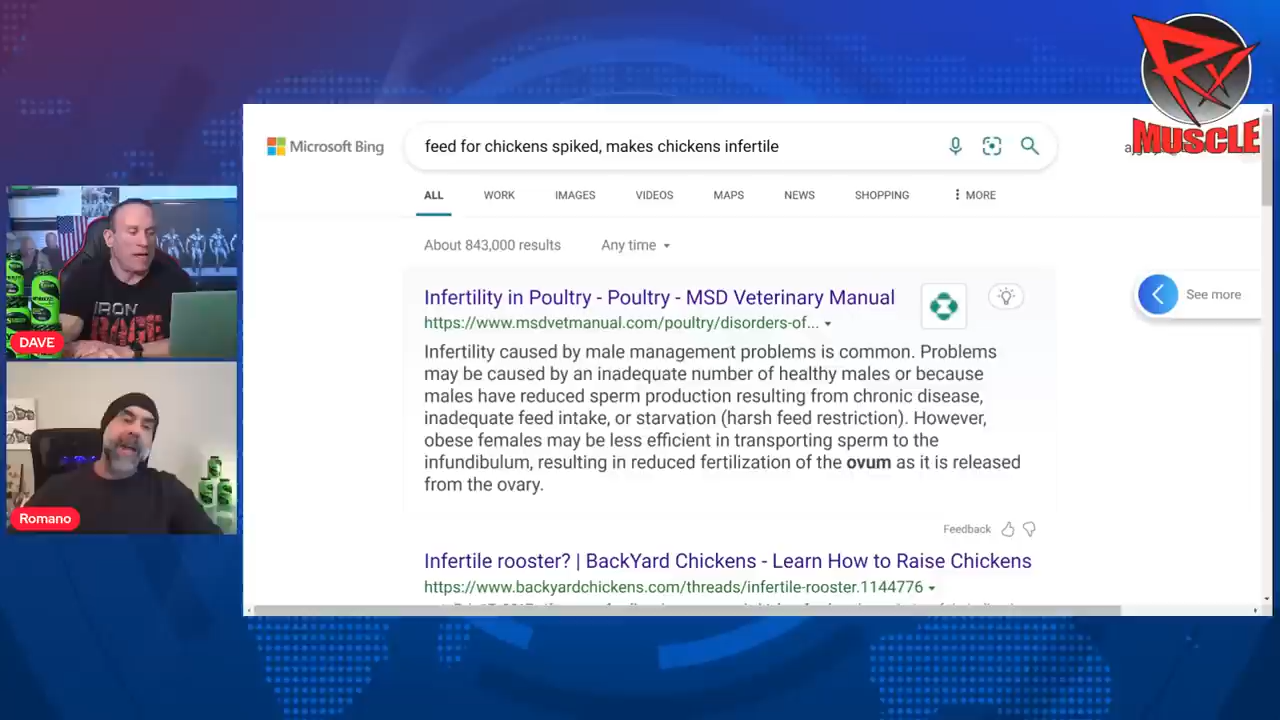 Rx
MUSCLE
Microsoft Bing
feed for chickens spiked, makes chickens infertile
ALL WORK IMAGES VIDEOS MAPS NEWS SHOPPING MORE
About 843,000 results Any time
Infertility in Poultry - Poultry - MSD Veterinary Manual
https://www.msdvetmanual.com/poultry/disorders-of...
See more
Infertility caused by male management problems is common. Problems
may be caused by an inadequate number of healthy males or because
males have reduced sperm production resulting from chronic disease,
inadequate feed intake, or starvation (harsh feed restriction). However,
obese females may be less efficient in transporting sperm to the
infundibulum, resulting in reduced fertilization of the ovum as it is released
from the ovary.
Feedback
Infertile rooster? | BackYard Chickens - Learn How to Raise Chickens
https://www.backyardchickens.com/threads/infertile-rooster.1144776
IRON
RAGE
DAVE
Romano